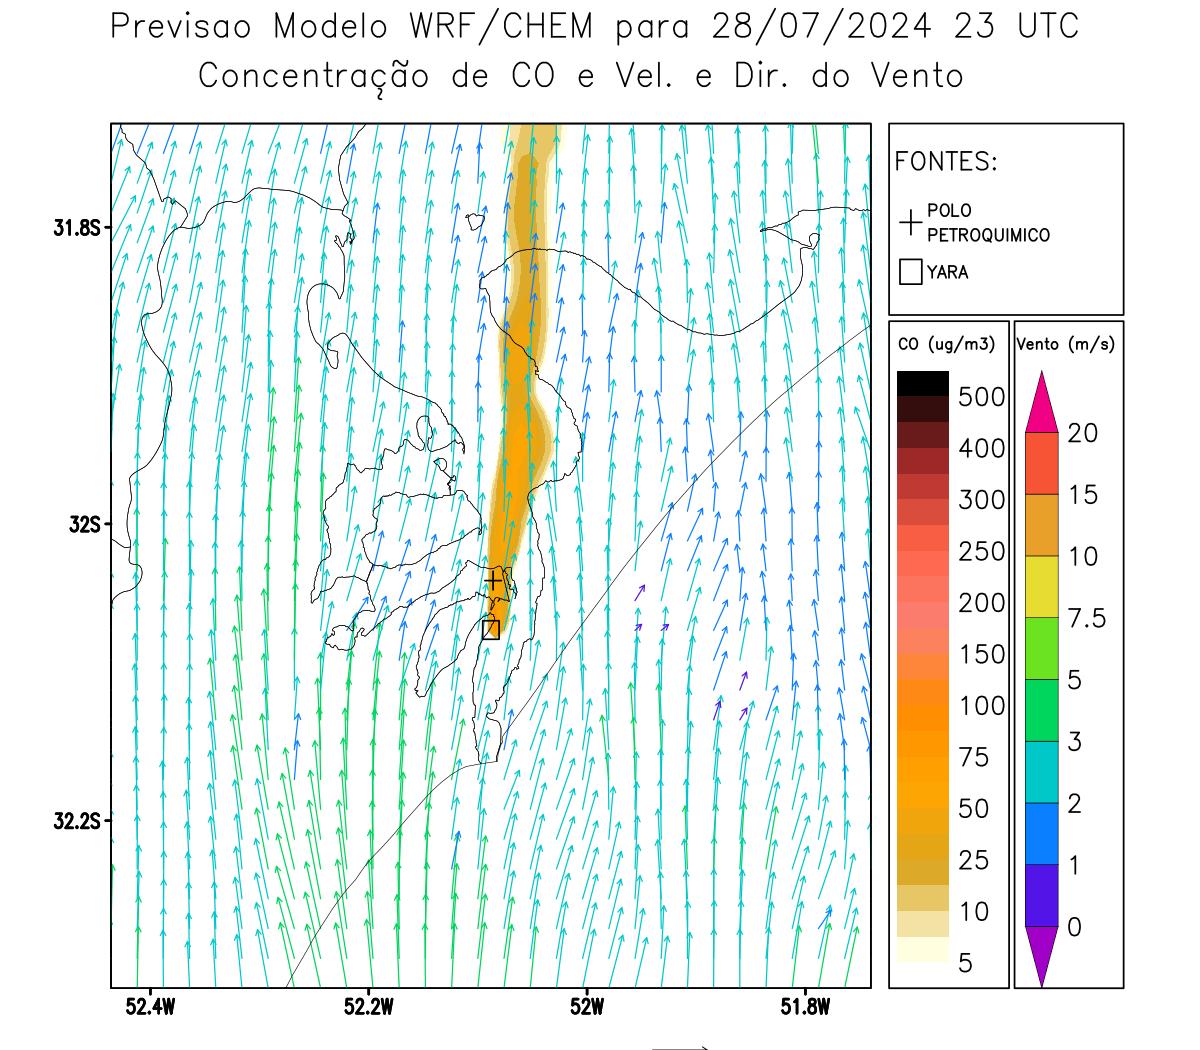 Previsao Modelo WRF/CHEM para 28/07/2024 23 UTC
Concentração de CO e Vel. e Dir. do Vento
FONTES:
POLO
PETROQUIMICO
YARA
CO (ug/m3)
500
400
300
250
200
150
100
75
50
25
10
5
Vento (m/s)
20
15
10
7.5
5
3
2
1
0
31.8S
32S
32.2S
52.4W
52.2W
52W
51.8W